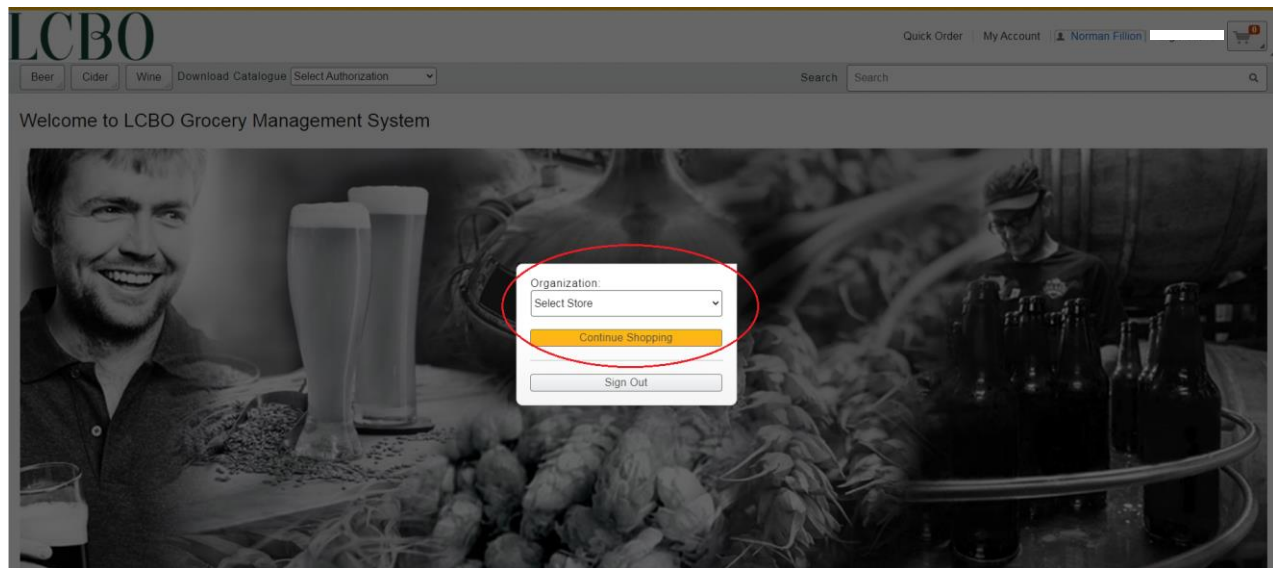 LCBO
Quick Order My Account Norman Fillion 0
Beer Cider Wine Download Catalogue Select Authorization Search Search
Welcome to LCBO Grocery Management System
Organization:
Select Store
Continue Shopping
Sign Out